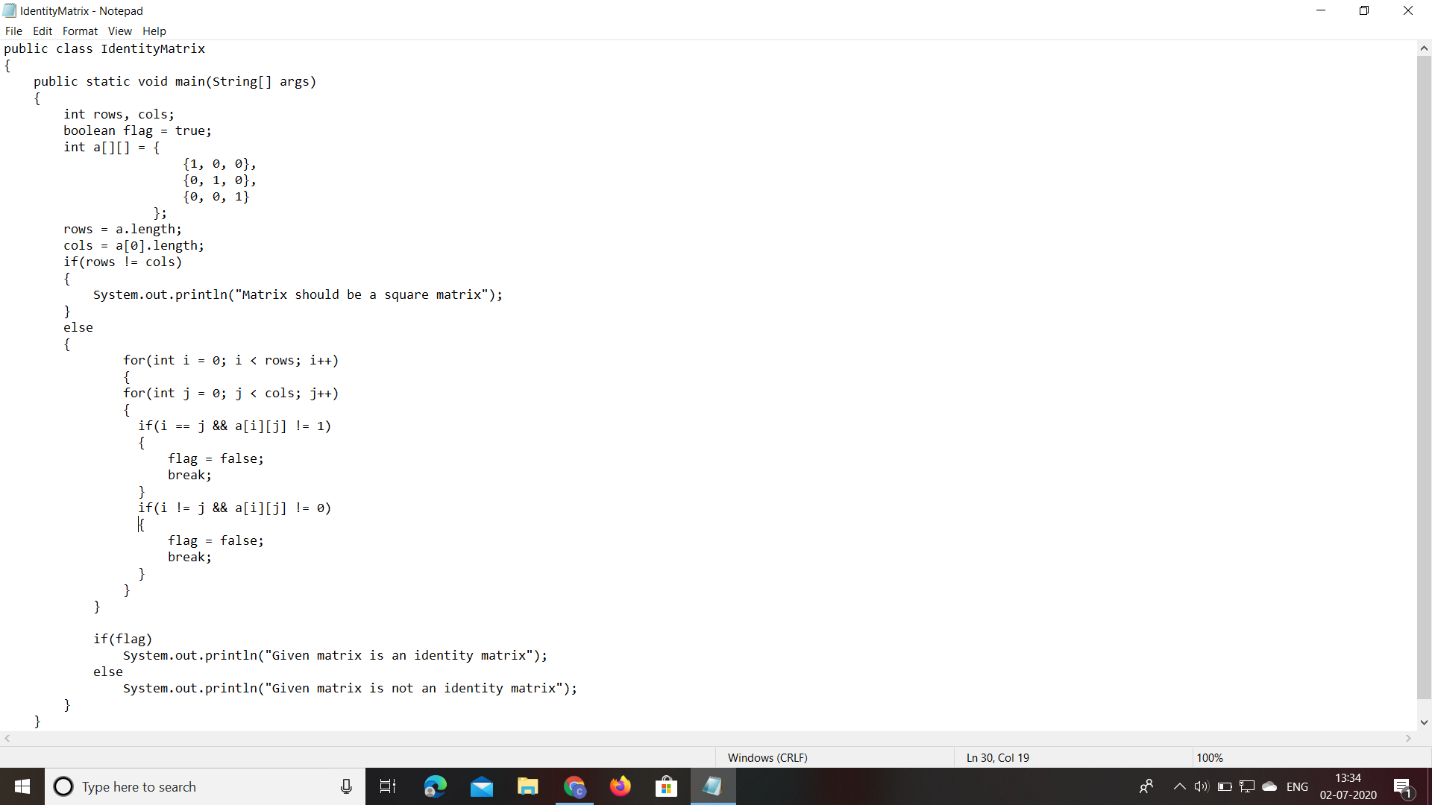 IdentityMatrix - Notepad
File Edit Format View Help
public class IdentityMatrix
{
    public static void main(String[] args)
    {
        int rows, cols;
        boolean flag = true;
        int a[][] = {
                        {1, 0, 0},
                        {0, 1, 0},
                        {0, 0, 1}
                    };
        rows = a.length;
        cols = a[0].length;
        if(rows != cols)
        {
            System.out.println("Matrix should be a square matrix");
        }
        else
        {
                for(int i = 0; i < rows; i++)
                {
                for(int j = 0; j < cols; j++)
                {
                  if(i == j && a[i][j] != 1)
                  {
                      flag = false;
                      break;
                  }
                  if(i != j && a[i][j] != 0)
                  {
                      flag = false;
                      break;
                  }
                }
            }

            if(flag)
                System.out.println("Given matrix is an identity matrix");
            else
                System.out.println("Given matrix is not an identity matrix");
        }
    }
Windows (CRLF) Ln 30, Col 19 100%
Type here to search
ENG
13:34
02-07-2020
1